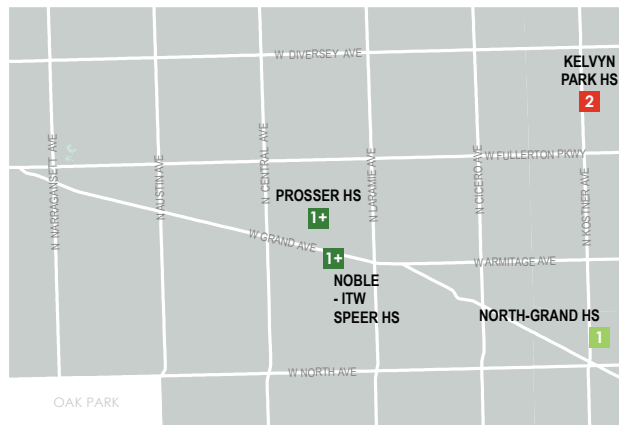 W DIVERSEY AVE
KELVYN
PARK HS
2
N NARRAGANSETT AVE
N AUSTIN AVE
N CENTRAL AVE
N LARAMIE AVE
N CICERO AVE
N KOSTNER AVE
W FULLERTON PKWY
PROSSER HS
1+
W GRAND AVE
1+
W ARMITAGE AVE
NOBLE
- ITW
SPEER HS
NORTH-GRAND HS
1
W NORTH AVE
OAK PARK